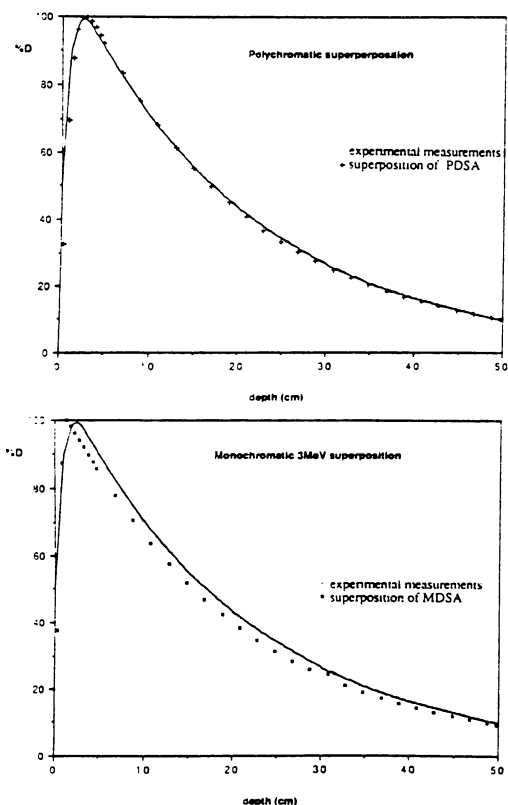 %D
100
80
60
40
20
0
Polychromatic superperposition
experimental measurements
+ superposition of PDSA
0 10 20 30 40 50
depth (cm)
%D
100
80
60
40
20
0
Monochromatic 3MeV superposition
experimental measurements
superposition of MDSA
0 10 20 30 40 50
depth (cm)